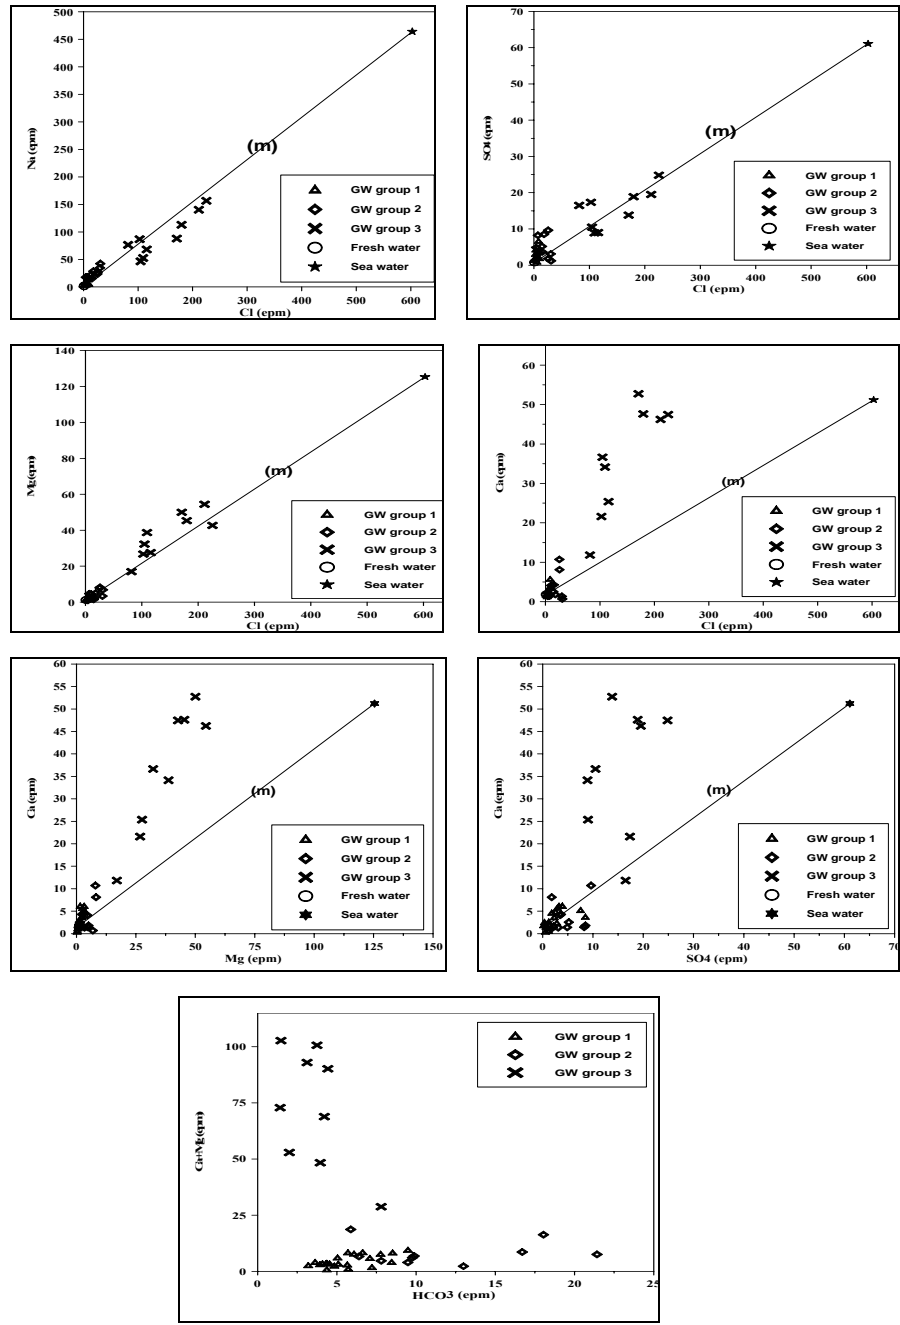 500
450
400
350
300
250
200
150
100
50
0
Na (epm)
(m)
GW group 1
GW group 2
GW group 3
Fresh water
Sea water
0 100 200 300 400 500 600
Cl (epm)
70
60
50
40
30
20
10
0
SO4 (epm)
(m)
GW group 1
GW group 2
GW group 3
Fresh water
Sea water
0 100 200 300 400 500 600
Cl (epm)
140
120
100
80
60
40
20
0
Mg (epm)
(m)
GW group 1
GW group 2
GW group 3
Fresh water
Sea water
0 100 200 300 400 500 600
Cl (epm)
60
50
40
30
20
10
0
Ca (epm)
(m)
GW group 1
GW group 2
GW group 3
Fresh water
Sea water
0 100 200 300 400 500 600
Cl (epm)
60
55
50
45
40
35
30
25
20
15
10
5
0
Ca (epm)
(m)
GW group 1
GW group 2
GW group 3
Fresh water
Sea water
0 25 50 75 100 125 150
Mg (epm)
60
55
50
45
40
35
30
25
20
15
10
5
0
Ca (epm)
(m)
GW group 1
GW group 2
GW group 3
Fresh water
Sea water
0 10 20 30 40 50 60 70
SO4 (epm)
100
75
50
25
0
Ca+Mg (epm)
GW group 1
GW group 2
GW group 3
0 5 10 15 20 25
HCO3 (epm)